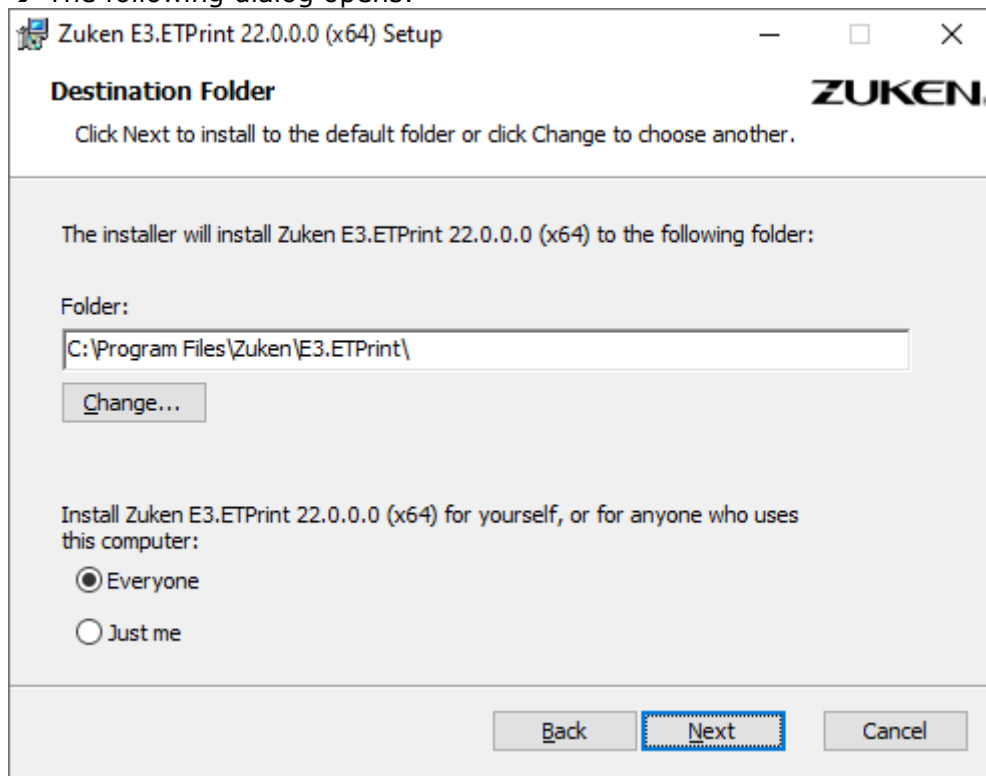 The following dialog opens:
Zuken E3.ETPrint 22.0.0.0 (x64) Setup
Destination Folder
ZUKEN
Click Next to install to the default folder or click Change to choose another.
The installer will install Zuken E3.ETPrint 22.0.0.0 (x64) to the following folder:
Folder:
C:\Program Files\Zuken\E3.ETPrint\
Change...
Install Zuken E3.ETPrint 22.0.0.0 (x64) for yourself, or for anyone who uses
this computer:
Everyone
Just me
Back Next Cancel